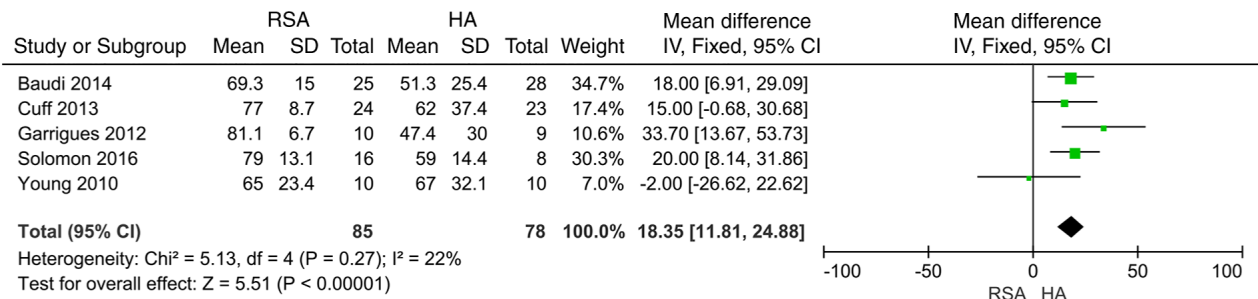 RSA HA Mean difference Mean difference
Study or Subgroup Mean SD Total Mean SD Total Weight IV, Fixed, 95% CI IV, Fixed, 95% CI
Baudi 2014 69.3 15 25 51.3 25.4 28 34.7% 18.00 [6.91, 29.09]
Cuff 2013 77 8.7 24 62 37.4 23 17.4% 15.00 [-0.68, 30.68]
Garrigues 2012 81.1 6.7 10 47.4 30 9 10.6% 33.70 [13.67, 53.73]
Solomon 2016 79 13.1 16 59 14.4 8 30.3% 20.00 [8.14, 31.86]
Young 2010 65 23.4 10 67 32.1 10 7.0% -2.00 [-26.62, 22.62]
Total (95% CI) 85 78 100.0% 18.35 [11.81, 24.88]
Heterogeneity: Chi² = 5.13, df = 4 (P = 0.27); I² = 22%
Test for overall effect: Z = 5.51 (P < 0.00001)
-100 -50 0 50 100
RSA HA